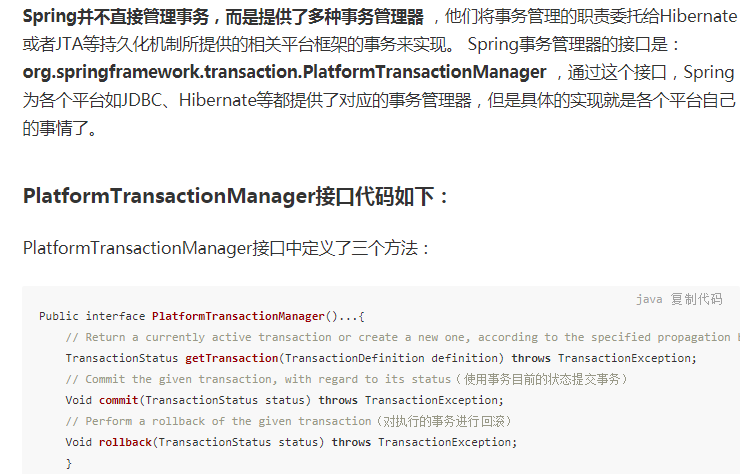 Spring并不直接管理事务，而是提供了多种事务管理器 ，他们将事务管理的职责委托给Hibernate
或者JTA等持久化机制所提供的相关平台框架的事务来实现。 Spring事务管理器的接口是：
org.springframework.transaction.PlatformTransactionManager ，通过这个接口，Spring
为各个平台如JDBC、Hibernate等都提供了对应的事务管理器，但是具体的实现就是各个平台自己
的事情了。
PlatformTransactionManager接口代码如下：
PlatformTransactionManager接口中定义了三个方法：
java 复制代码
Public interface PlatformTransactionManager()...{
// Return a currently active transaction or create a new one, according to the specified propagation
TransactionStatus getTransaction(TransactionDefinition definition) throws TransactionException;
// Commit the given transaction, with regard to its status（使用事务目前的状态提交事务）
Void commit(TransactionStatus status) throws TransactionException;
// Perform a rollback of the given transaction（对执行的事务进行回滚）
Void rollback(TransactionStatus status) throws TransactionException;
}